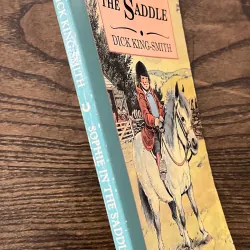 THE SADDLE
DICK KING-SMITH
DICK KING-SMITH
SOPHIE IN THE SADDLE